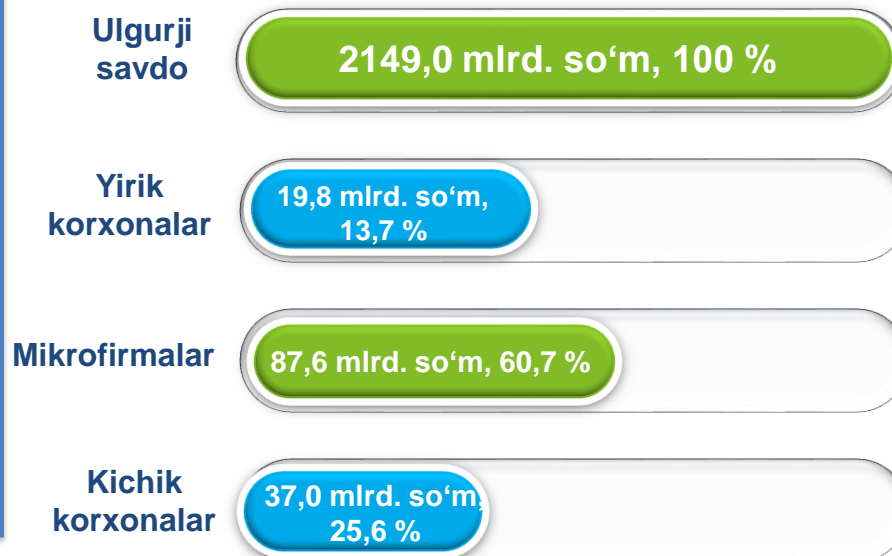 Ulgurji
savdo
2149,0 mlrd. so‘m, 100 %
Yirik
korxonalar
19,8 mlrd. so‘m,
13,7 %
Mikrofirmalar
87,6 mlrd. so‘m, 60,7 %
Kichik
korxonalar
37,0 mlrd. so‘m,
25,6 %